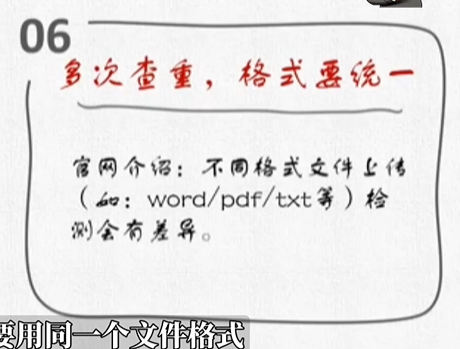 06
多次查重，格式要统一
官网介绍：不同格式文件上传
（如：word/pdf/txt等）检
测会有差异。
要用同一个文件格式